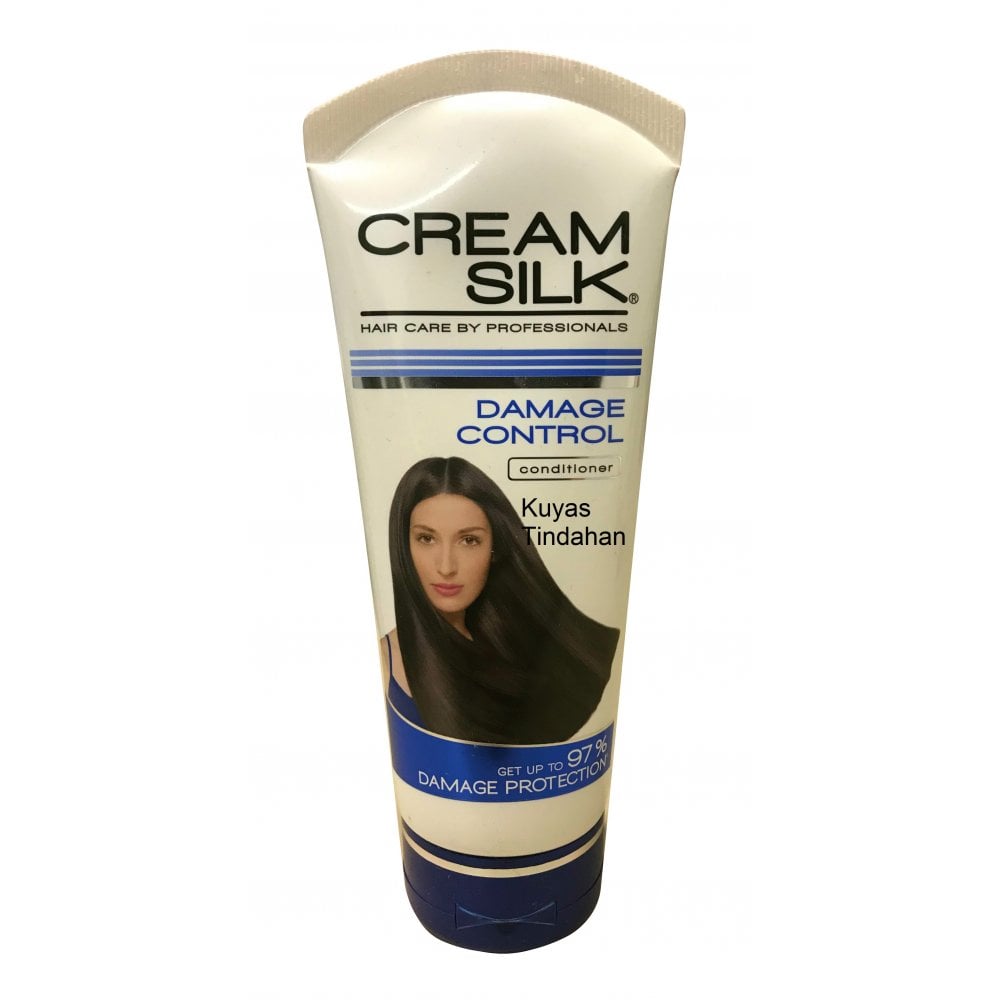 CREAM
SILK®
HAIR CARE BY PROFESSIONALS
DAMAGE
CONTROL
conditioner
Kuyas
Tindahan
GET UP TO 97%
DAMAGE PROTECTION*